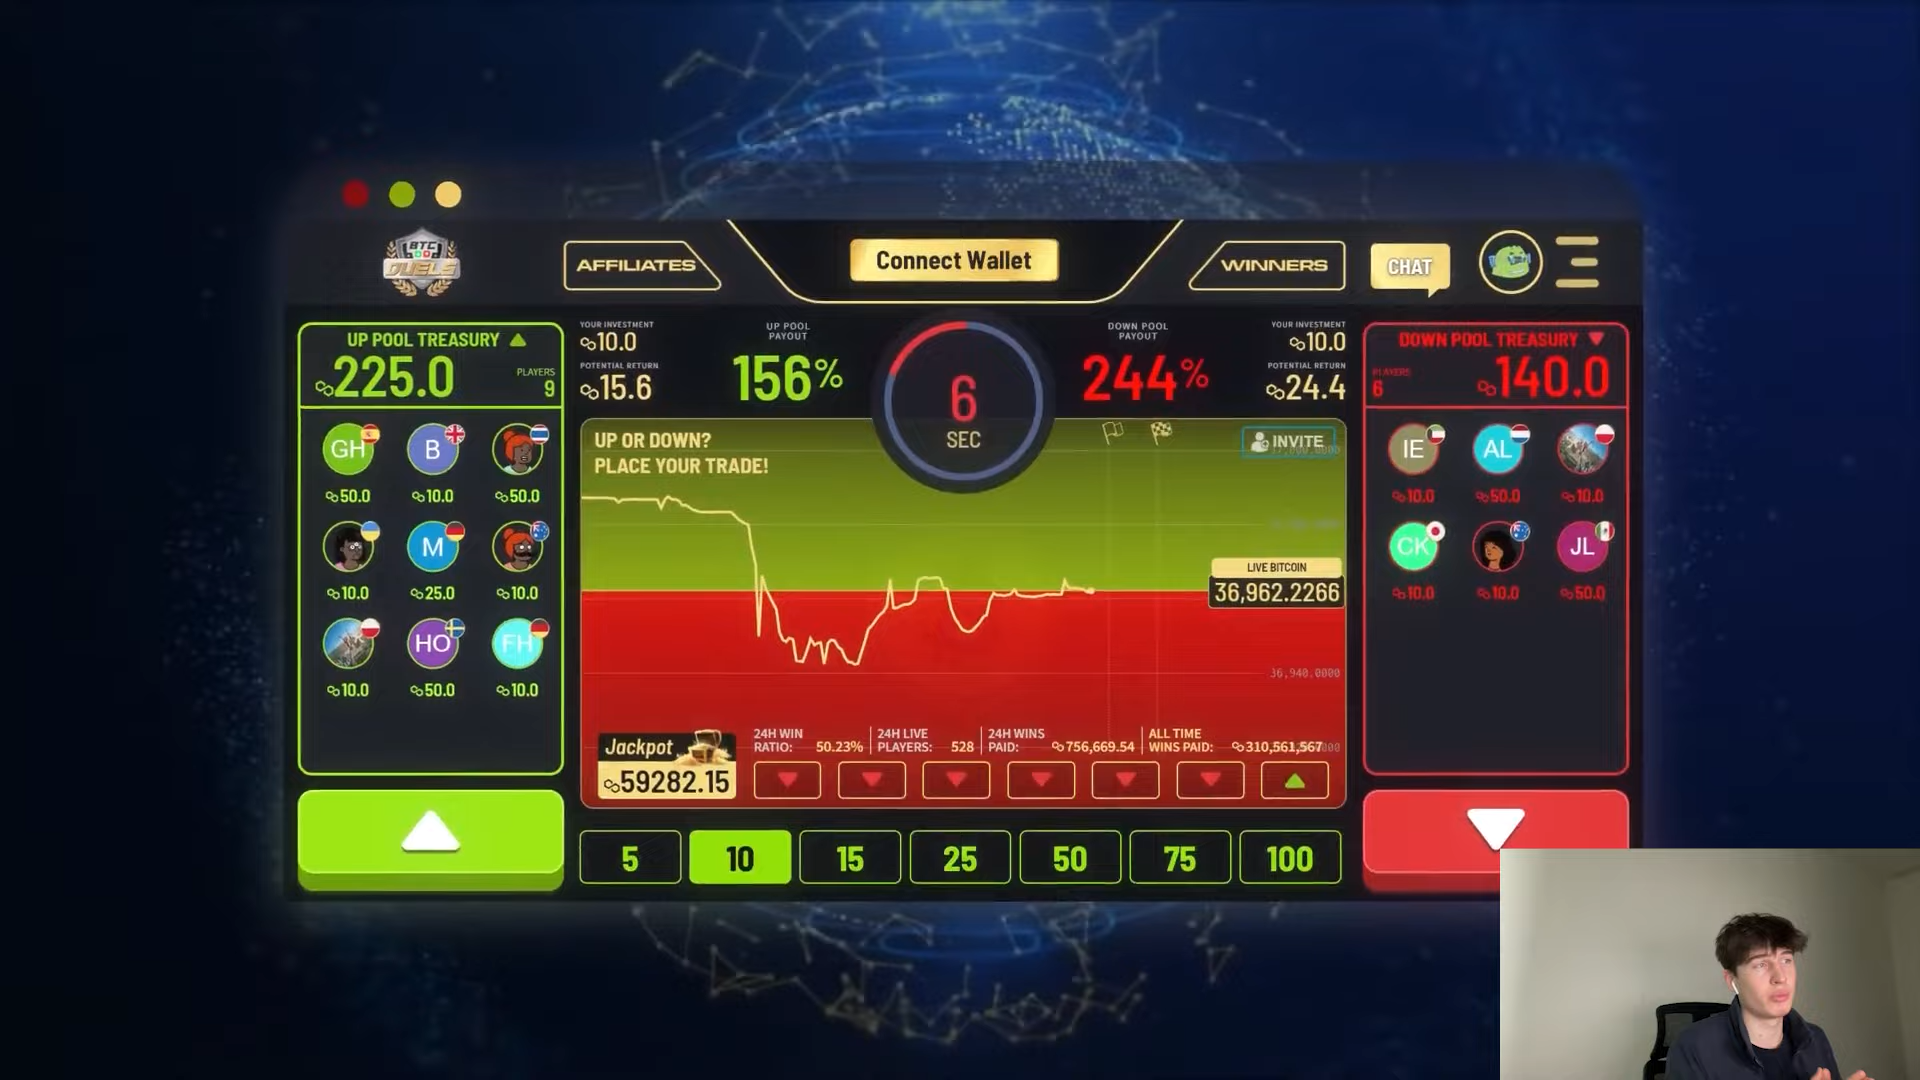 BTC
DUELS
AFFILIATES
Connect Wallet
WINNERS
CHAT
UP POOL TREASURY
225.0
PLAYERS
9
YOUR INVESTMENT
10.0
POTENTIAL RETURN
15.6
UP POOL
PAYOUT
156%
6
SEC
DOWN POOL
PAYOUT
244%
YOUR INVESTMENT
10.0
POTENTIAL RETURN
24.4
DOWN POOL TREASURY
PLAYERS
6
140.0
GH
B
50.0
10.0
50.0
M
10.0
25.0
10.0
HO
FH
10.0
50.0
10.0
UP OR DOWN?
PLACE YOUR TRADE!
INVITE
LIVE BITCOIN
36,962.2266
36,940.0000
IE
AL
10.0
50.0
10.0
CK
JL
10.0
10.0
50.0
Jackpot
59282.15
24H WIN
RATIO: 50.23%
24H LIVE
PLAYERS: 528
24H WINS
PAID: 756,669.54
ALL TIME
WINS PAID: 310,561,567
5
10
15
25
50
75
100